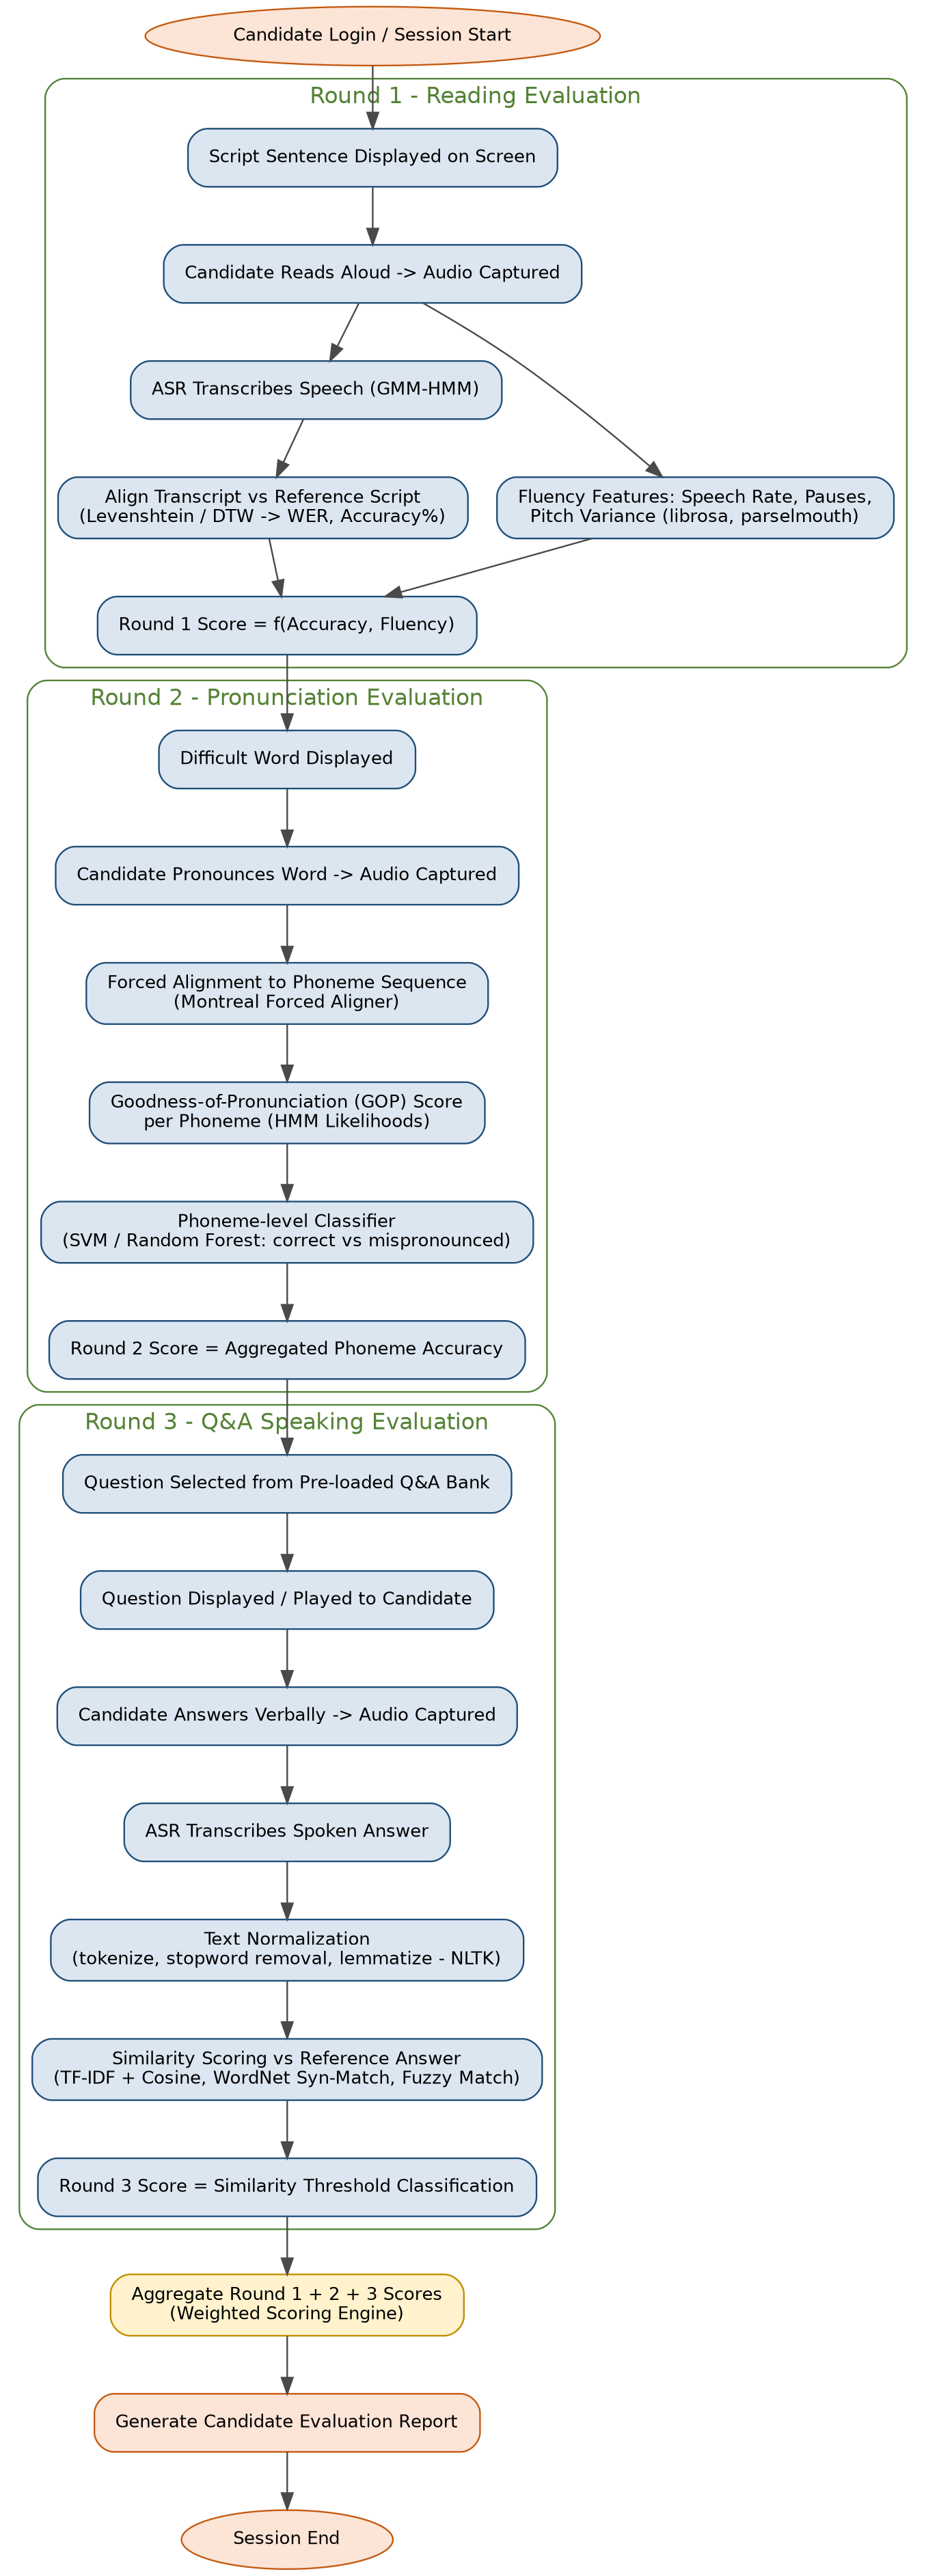 Candidate Login / Session Start
Round 1 - Reading Evaluation
Script Sentence Displayed on Screen
Candidate Reads Aloud -> Audio Captured
ASR Transcribes Speech (GMM-HMM)
Align Transcript vs Reference Script
(Levenshtein / DTW -> WER, Accuracy%)
Fluency Features: Speech Rate, Pauses,
Pitch Variance (librosa, parselmouth)
Round 1 Score = f(Accuracy, Fluency)
Round 2 - Pronunciation Evaluation
Difficult Word Displayed
Candidate Pronounces Word -> Audio Captured
Forced Alignment to Phoneme Sequence
(Montreal Forced Aligner)
Goodness-of-Pronunciation (GOP) Score
per Phoneme (HMM Likelihoods)
Phoneme-level Classifier
(SVM / Random Forest: correct vs mispronounced)
Round 2 Score = Aggregated Phoneme Accuracy
Round 3 - Q&A Speaking Evaluation
Question Selected from Pre-loaded Q&A Bank
Question Displayed / Played to Candidate
Candidate Answers Verbally -> Audio Captured
ASR Transcribes Spoken Answer
Text Normalization
(tokenize, stopword removal, lemmatize - NLTK)
Similarity Scoring vs Reference Answer
(TF-IDF + Cosine, WordNet Syn-Match, Fuzzy Match)
Round 3 Score = Similarity Threshold Classification
Aggregate Round 1 + 2 + 3 Scores
(Weighted Scoring Engine)
Generate Candidate Evaluation Report
Session End